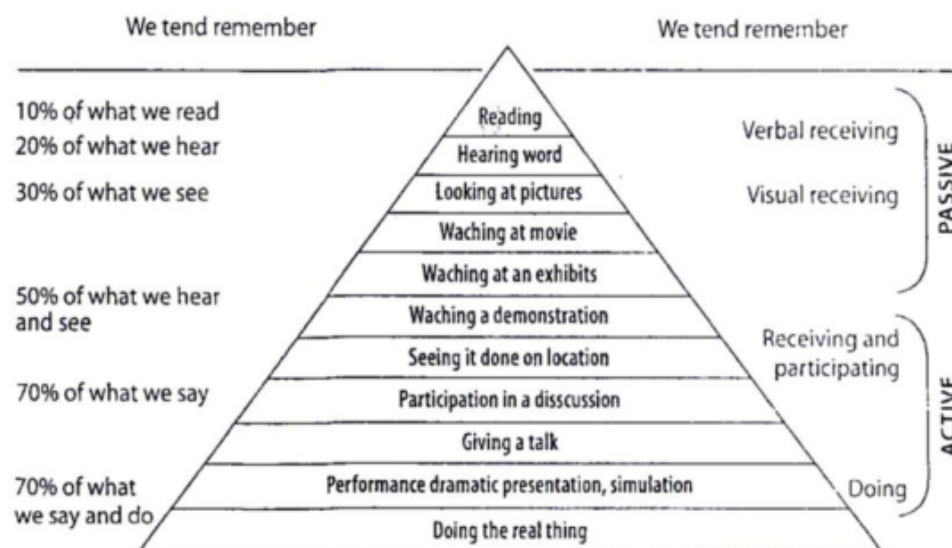 We tend remember
We tend remember
10% of what we read
20% of what we hear
30% of what we see
50% of what we hear
and see
70% of what we say
70% of what
we say and do
Reading
Hearing word
Looking at pictures
Waching at movie
Waching at an exhibits
Waching a demonstration
Seeing it done on location
Participation in a disscussion
Giving a talk
Performance dramatic presentation, simulation
Doing the real thing
Verbal receiving
Visual receiving
Receiving and
participating
Doing
PASSIVE
ACTIVE